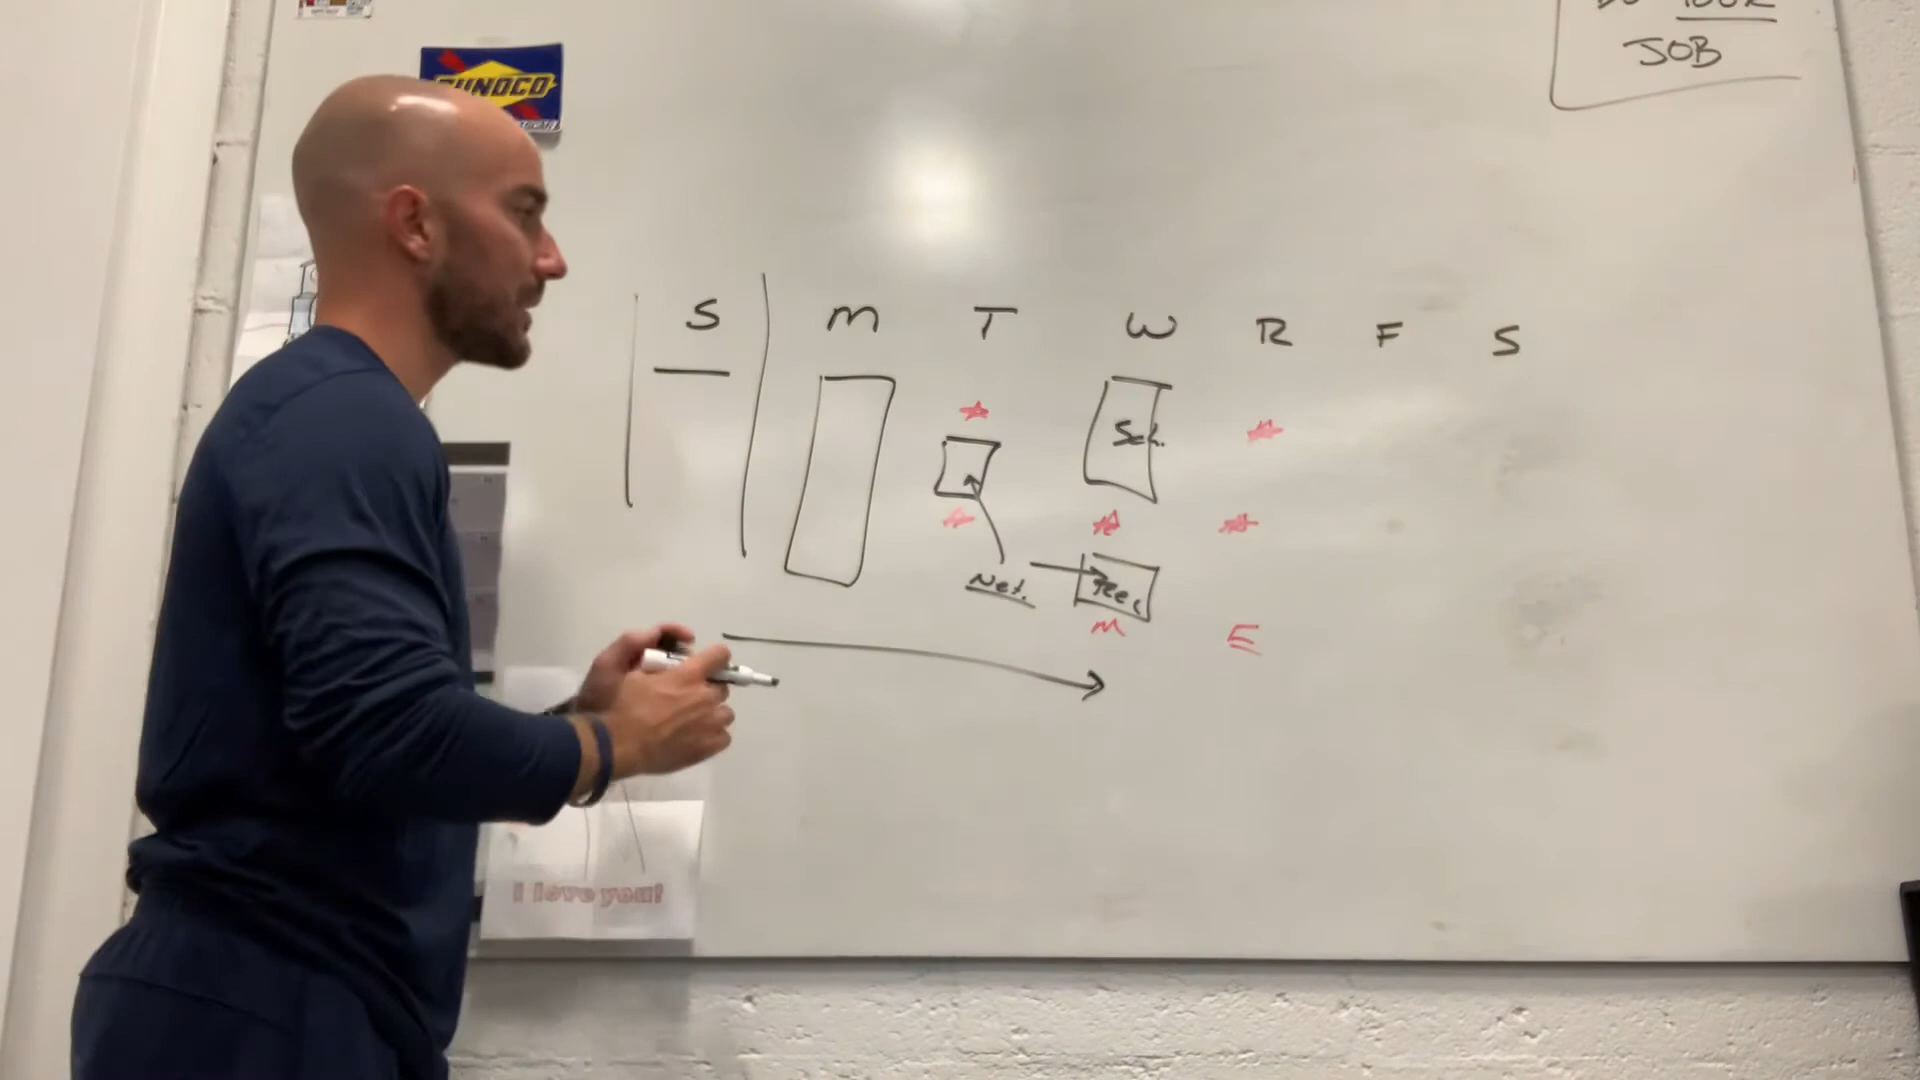 SUNOCO
JOB
S M T W R F S
Sch.
Net.
Rec
M E
I love you!